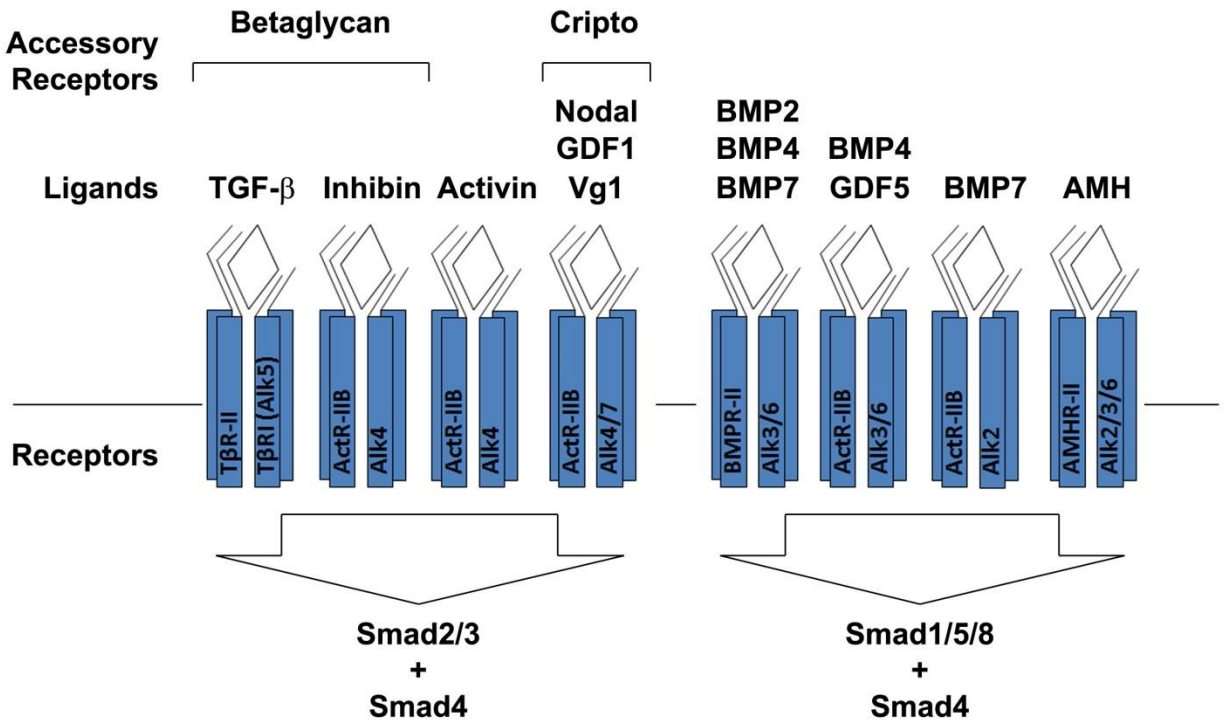 Betaglycan Cripto
Accessory
Receptors
Nodal BMP2
GDF1 BMP4 BMP4
Ligands TGF-β Inhibin Activin Vg1 BMP7 GDF5 BMP7 AMH
TβR-II TβRI (Alk5) ActR-IIB Alk4 ActR-IIB Alk4 ActR-IIB Alk4/7 BMPR-II Alk3/6 ActR-IIB Alk3/6 ActR-IIB Alk2 AMHR-II Alk2/3/6
Receptors
Smad2/3 Smad1/5/8
+ +
Smad4 Smad4